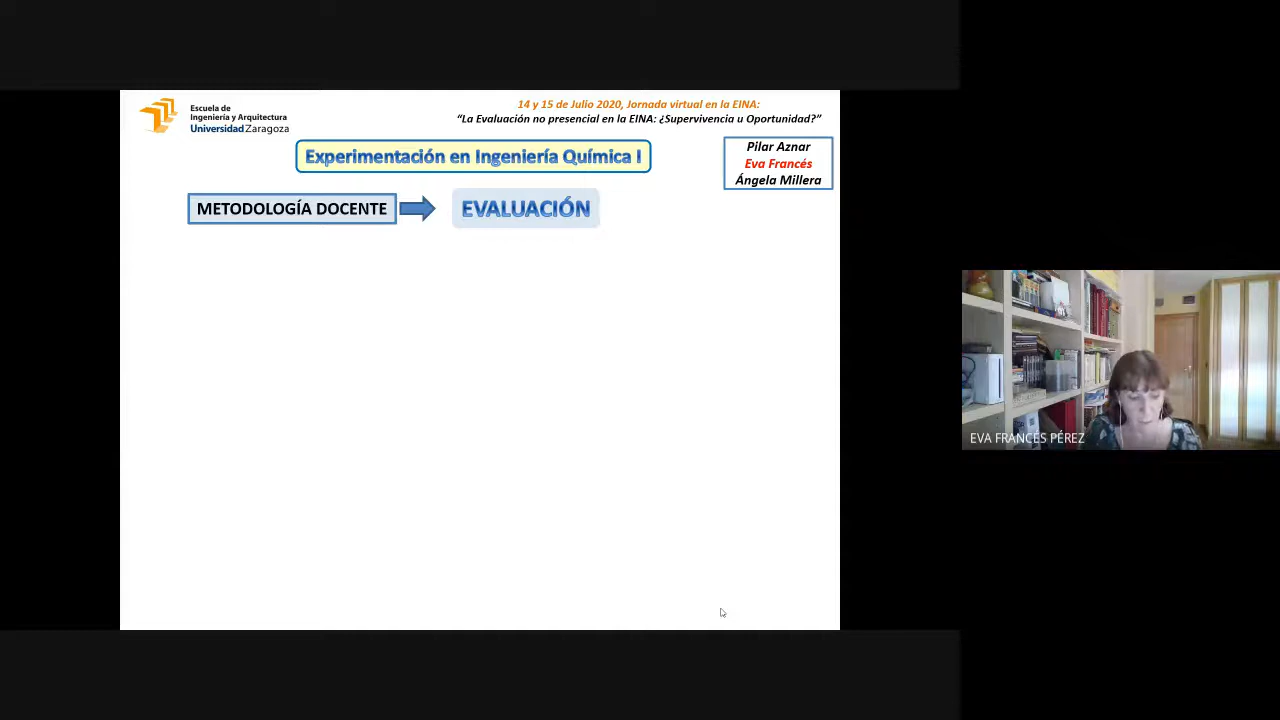 Escuela de
Ingeniería y Arquitectura
Universidad Zaragoza
14 y 15 de Julio 2020, Jornada virtual en la EINA:
“La Evaluación no presencial en la EINA: ¿Supervivencia u Oportunidad?”
Experimentación en Ingeniería Química I
Pilar Aznar
Eva Francés
Ángela Millera
METODOLOGÍA DOCENTE
EVALUACIÓN
EVA FRANCES PÉREZ